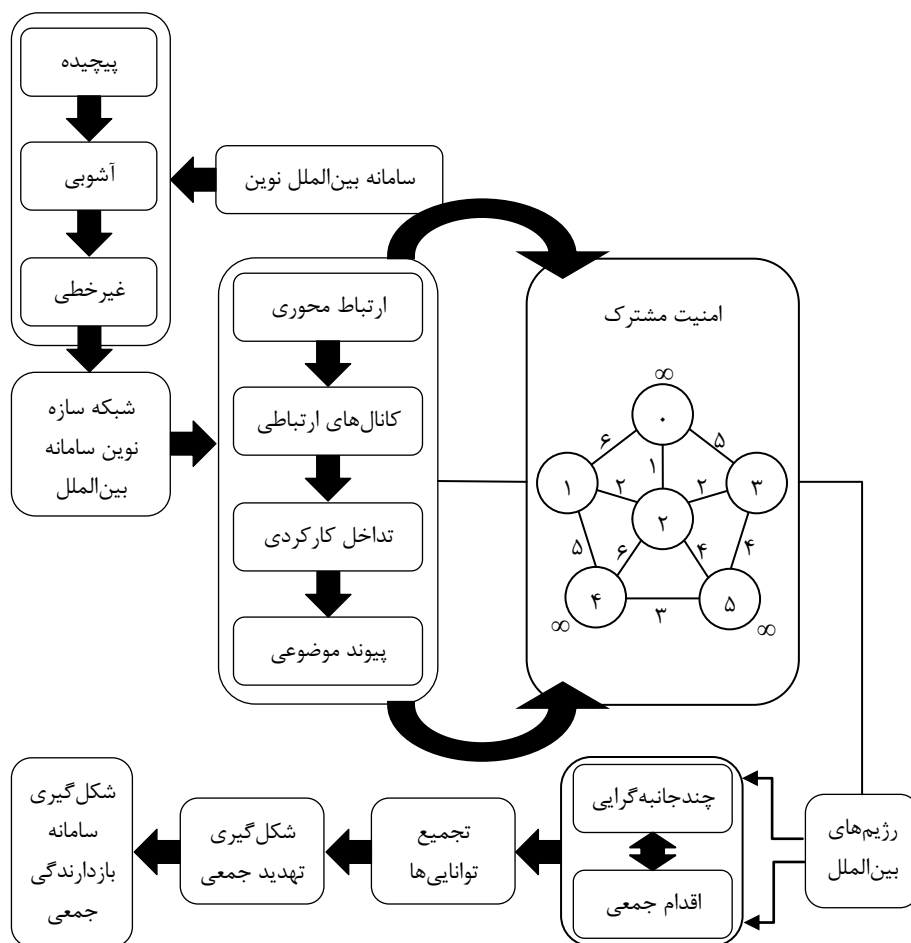 پیچیده
آشوبی
غیرخطی
سامانه بین‌الملل نوین
شبکه سازه
نوین سامانه
بین‌الملل
ارتباط محوری
کانال‌های ارتباطی
تداخل کارکردی
پیوند موضوعی
امنیت مشترک
∞
۰
۶
۵
۱
۱
۲
۲
۳
۲
۵
۶
۴
۴
۴
۳
۵
∞
∞
رژیم‌های
بین‌الملل
چندجانبه‌گرایی
اقدام جمعی
تجمیع
توانایی‌ها
شکل‌گیری
تهدید جمعی
شکل‌گیری
سامانه
بازدارندگی
جمعی